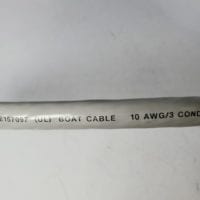 (UL) BOAT CABLE 10 AWG/3 COND